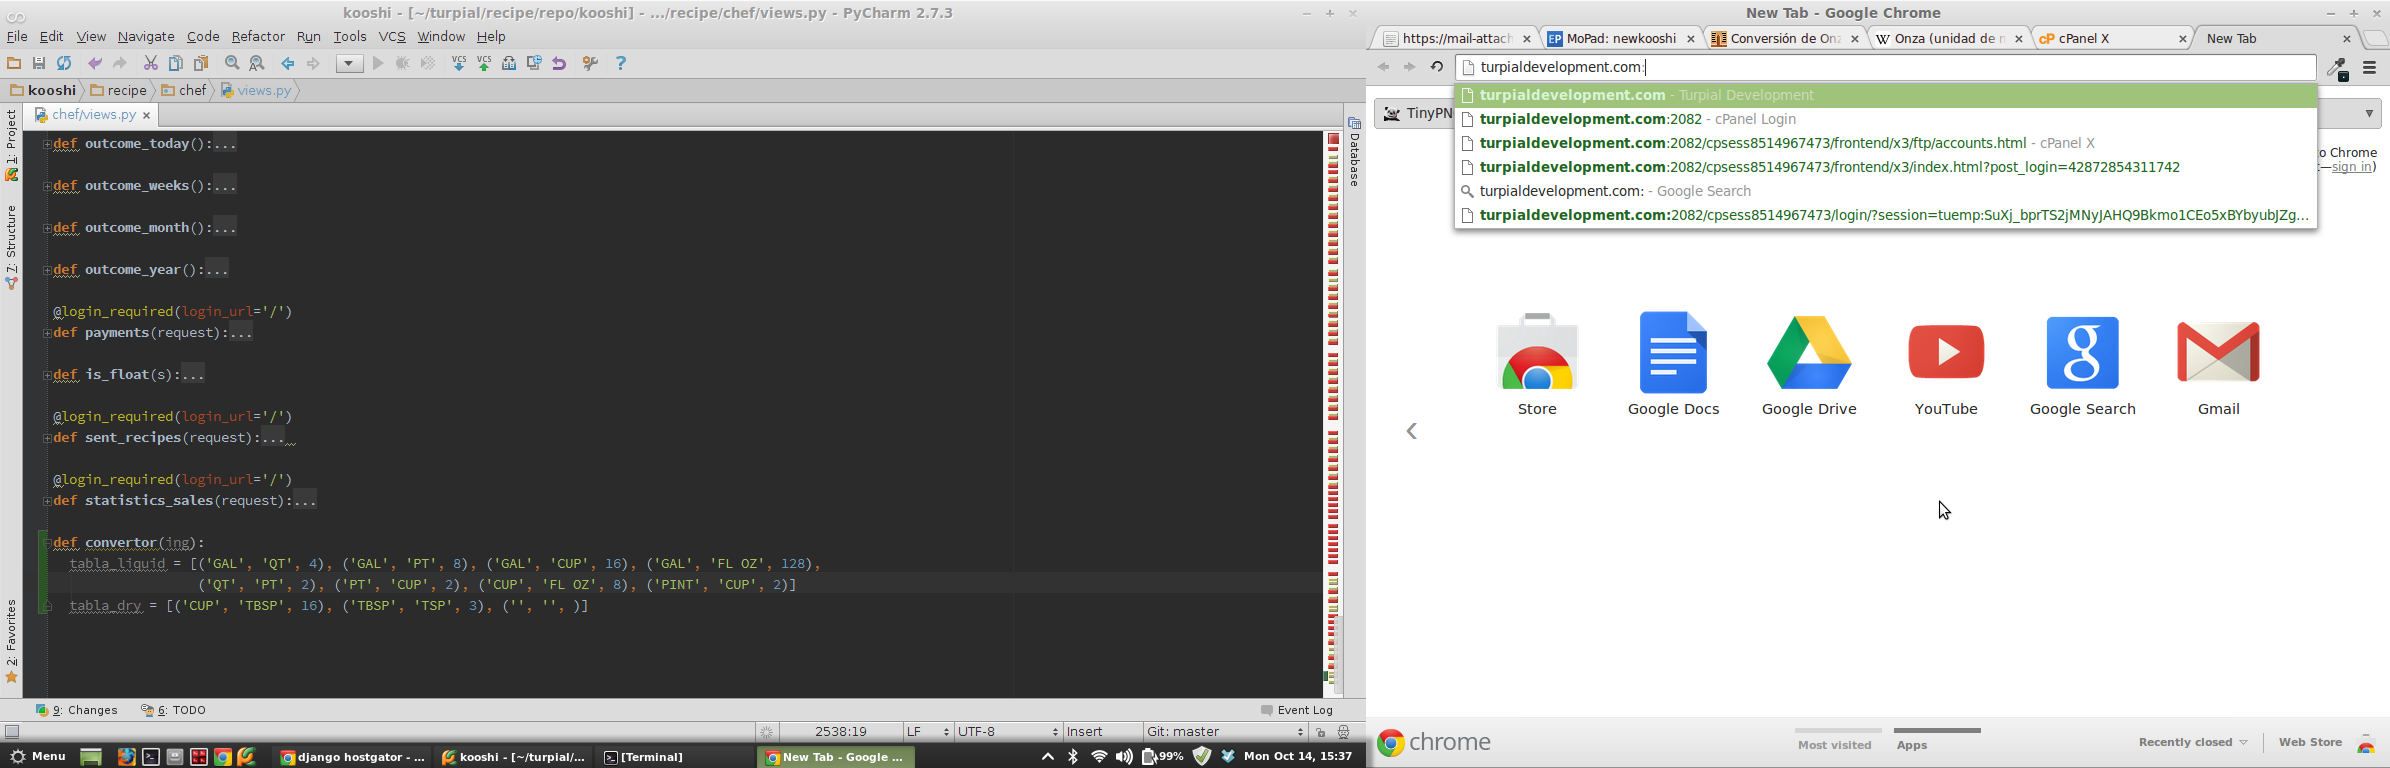 kooshi - [~/turpial/recipe/repo/kooshi] - .../recipe/chef/views.py - PyCharm 2.7.3
File Edit View Navigate Code Refactor Run Tools VCS Window Help
kooshi recipe chef views.py
chef/views.py
1: Project
7: Structure
2: Favorites
Database
def outcome_today():...
def outcome_weeks():...
def outcome_month():...
def outcome_year():...
@login_required(login_url='/')
def payments(request):...
def is_float(s):...
@login_required(login_url='/')
def sent_recipes(request):...
@login_required(login_url='/')
def statistics_sales(request):...
def convertor(ing):
tabla_liquid = [('GAL', 'QT', 4), ('GAL', 'PT', 8), ('GAL', 'CUP', 16), ('GAL', 'FL OZ', 128),
('QT', 'PT', 2), ('PT', 'CUP', 2), ('CUP', 'FL OZ', 8), ('PINT', 'CUP', 2)]
tabla_dry = [('CUP', 'TBSP', 16), ('TBSP', 'TSP', 3), ('', '', )]
9: Changes 6: TODO Event Log
2538:19 LF UTF-8 Insert Git: master
Menu django hostgator - ... kooshi - [~/turpial/... [Terminal] New Tab - Google ... 99% Mon Oct 14, 15:37
New Tab - Google Chrome
https://mail-attach MoPad: newkooshi Conversión de Onz Onza (unidad de cPanel X New Tab
turpialdevelopment.com:
turpialdevelopment.com - Turpial Development
turpialdevelopment.com:2082 - cPanel Login
turpialdevelopment.com:2082/cpsess8514967473/frontend/x3/ftp/accounts.html - cPanel X
turpialdevelopment.com:2082/cpsess8514967473/frontend/x3/index.html?post_login=42872854311742
turpialdevelopment.com: - Google Search
turpialdevelopment.com:2082/cpsess8514967473/login/?session=tuemp:SuXj_bprTS2jMNyJAHQ9Bkmo1CEo5xBYbyubJZg...
TinyPN
o Chrome
—sign in)
Store Google Docs Google Drive YouTube Google Search Gmail
chrome Most visited Apps Recently closed Web Store